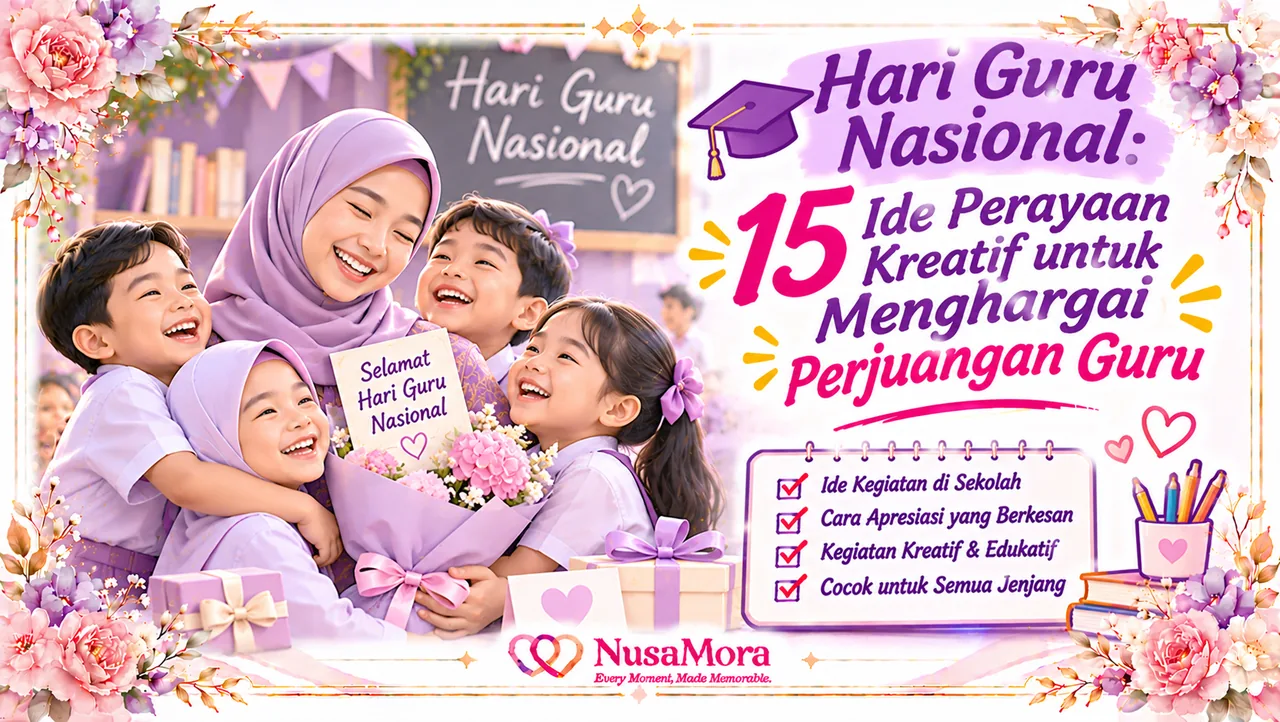 Hari Guru
Nasional
Selamat
Hari Guru
Nasional
Hari Guru
Nasional:
15 Ide Perayaan
Kreatif untuk
Menghargai
Perjuangan Guru
Ide Kegiatan di Sekolah
Cara Apresiasi yang Berkesan
Kegiatan Kreatif & Edukatif
Cocok untuk Semua Jenjang
NusaMora
Every Moment, Made Memorable.